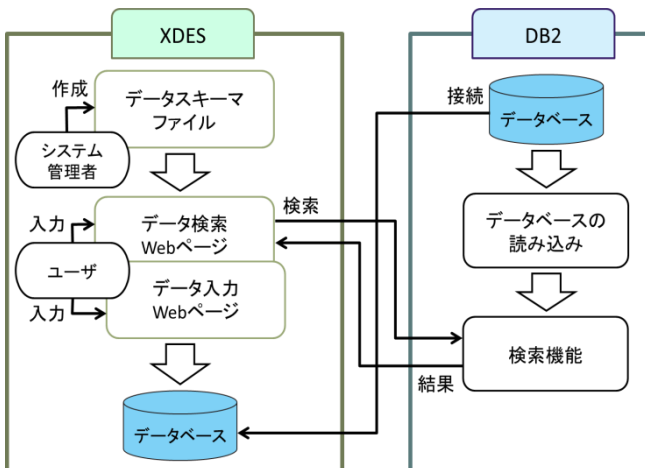 XDES
DB2
作成
データスキーマ
ファイル
システム
管理者
接続
データベース
入力
データ検索
Webページ
検索
データベースの
読み込み
ユーザ
データ入力
Webページ
入力
検索機能
結果
データベース